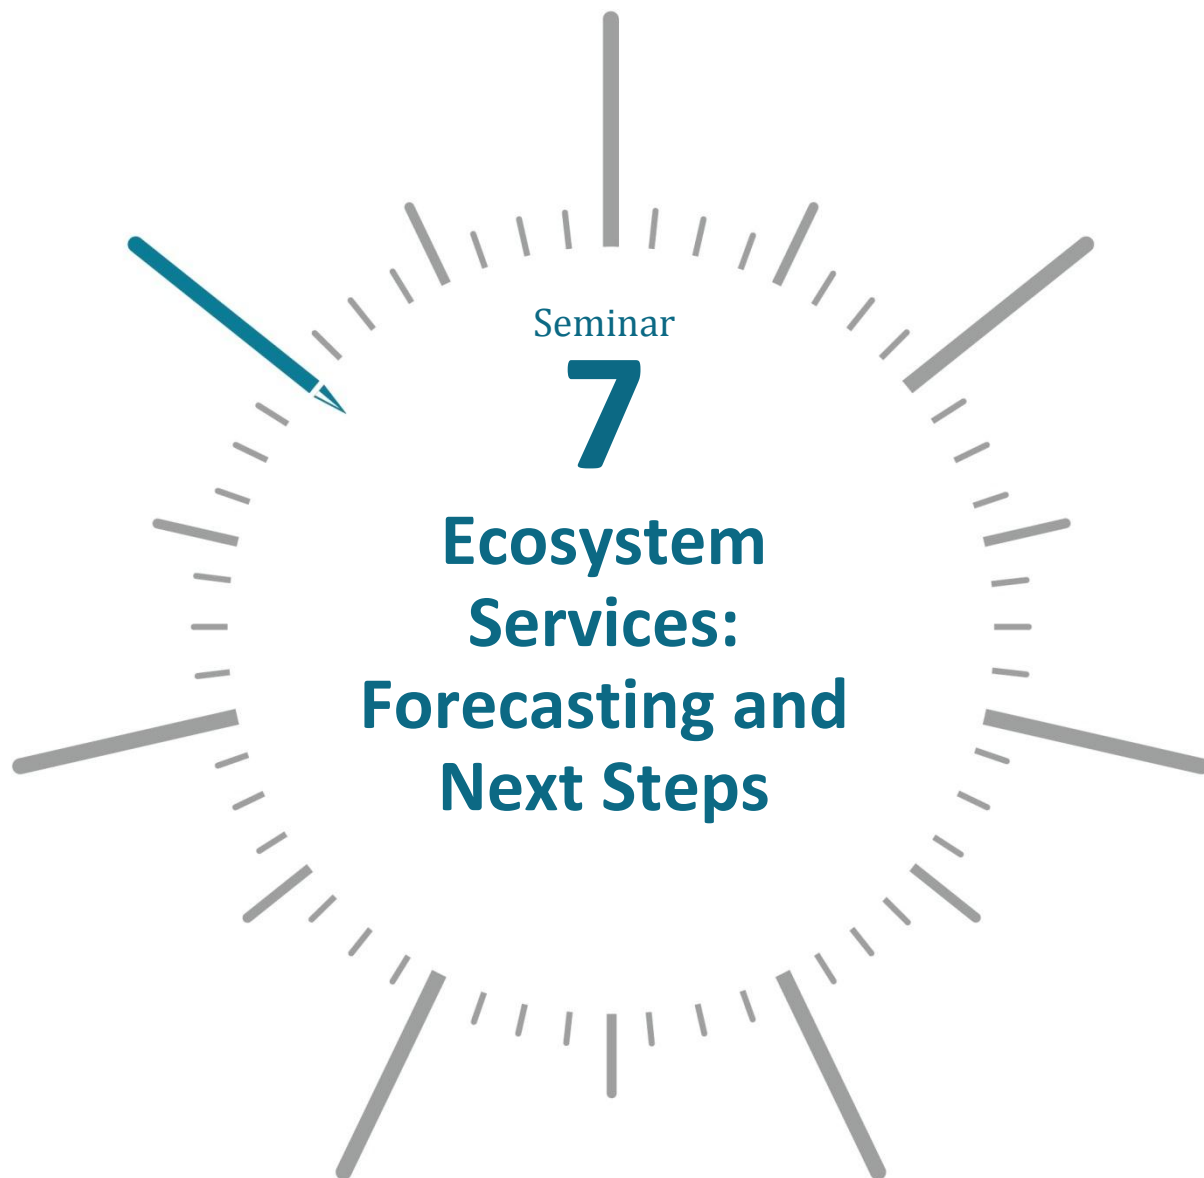 Seminar
7
Ecosystem
Services:
Forecasting and
Next Steps